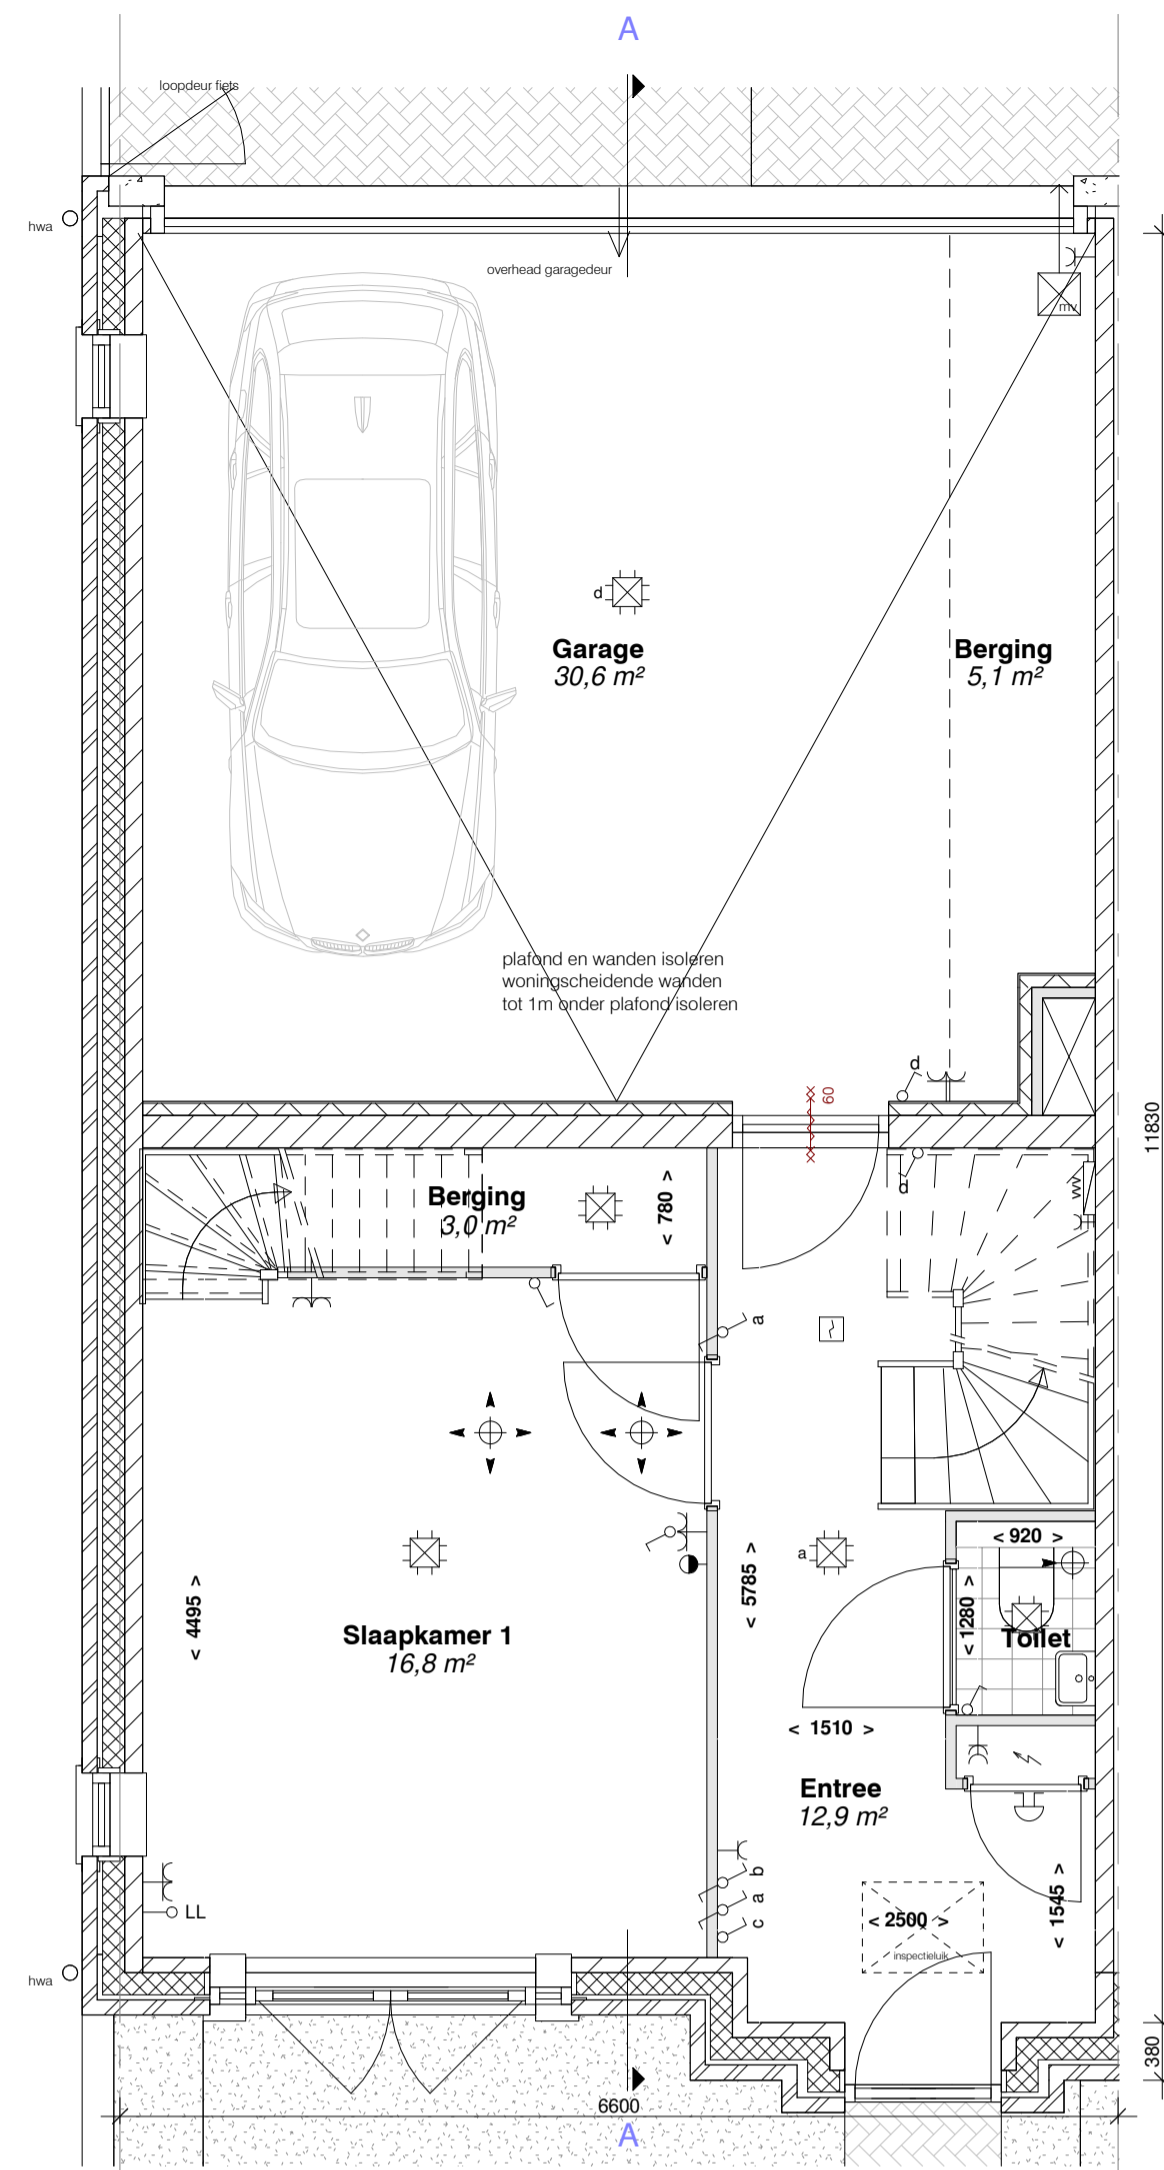 A
loopdeur fiets
hwa
overhead garagedeur
mv
d
Garage
30,6 m²
Berging
5,1 m²
plafond en wanden isoleren
woningscheidende wanden
tot 1m onder plafond isoleren
d
60
11830
Berging
3,0 m²
< 780 >
d
wv
a
< 920 >
a
< 4495 >
< 5785 >
< 1280 >
Slaapkamer 1
16,8 m²
Toilet
< 1510 >
Entree
12,9 m²
b
a
c
LL
< 2500 >
< 1545 >
inspectieluik
hwa
380
6600
A